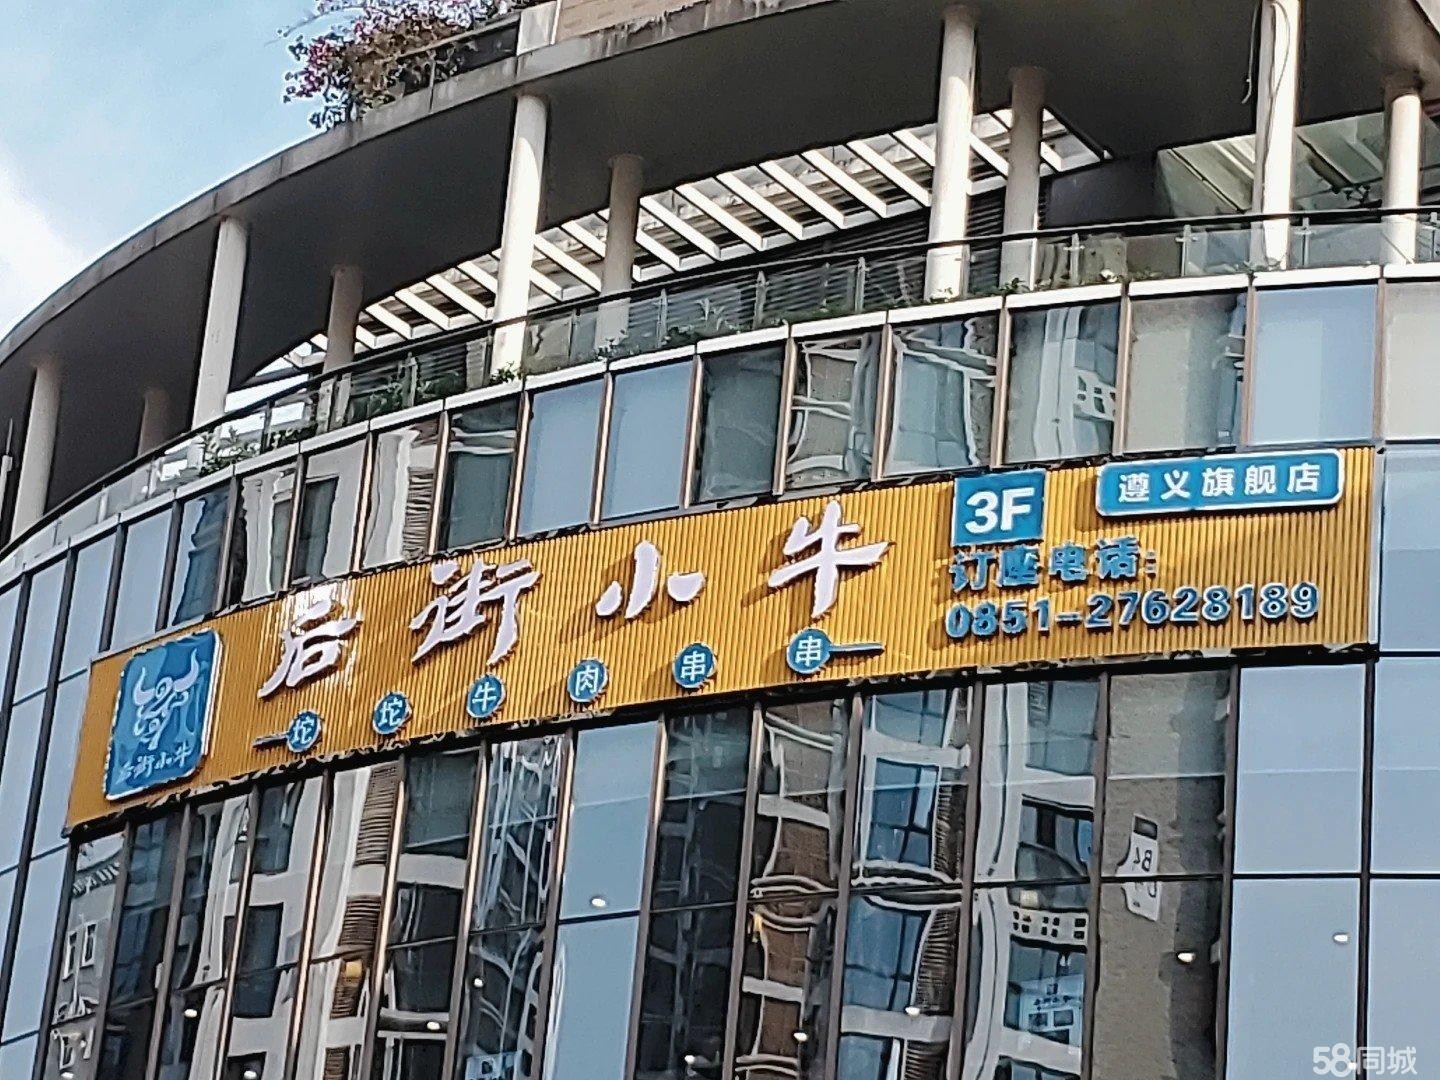 遵义旗舰店
3F
后街小牛
订座电话:
0851-27628189
坨坨牛肉串串
后街小牛
58同城